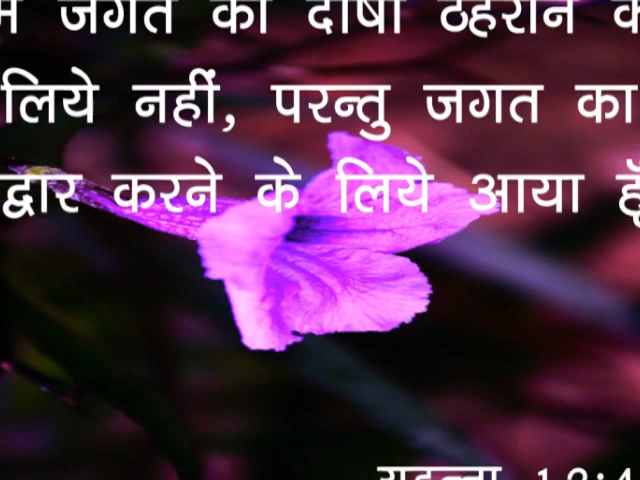 जगत को दोषी ठहराने
लिये नहीं, परन्तु जगत का
द्वार करने के लिये आया हूँ